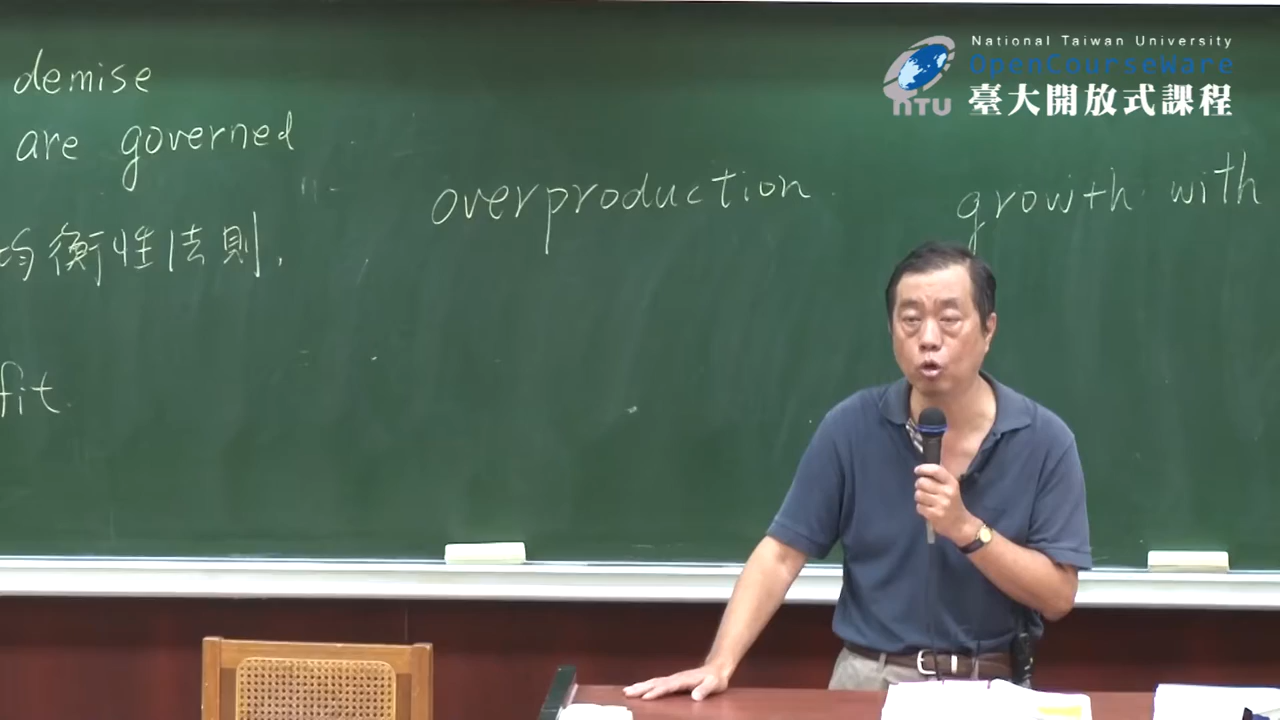 demise
are governed
均衡性法則.
fit
overproduction
growth with
National Taiwan University
OpenCourseWare
臺大開放式課程
NTU